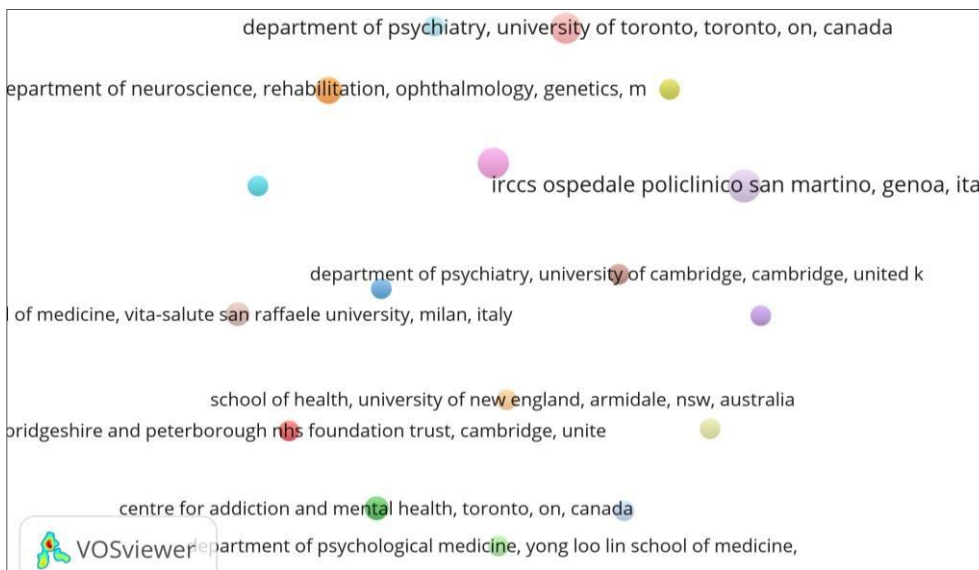 department of psychiatry, university of toronto, toronto, on, canada
epartment of neuroscience, rehabilitation, ophthalmology, genetics, m
irccs ospedale policlinico san martino, genoa, ita
department of psychiatry, university of cambridge, cambridge, united k
l of medicine, vita-salute san raffaele university, milan, italy
school of health, university of new england, armidale, nsw, australia
bridgeshire and peterborough nhs foundation trust, cambridge, unite
centre for addiction and mental health, toronto, on, canada
epartment of psychological medicine, yong loo lin school of medicine,
VOSviewer